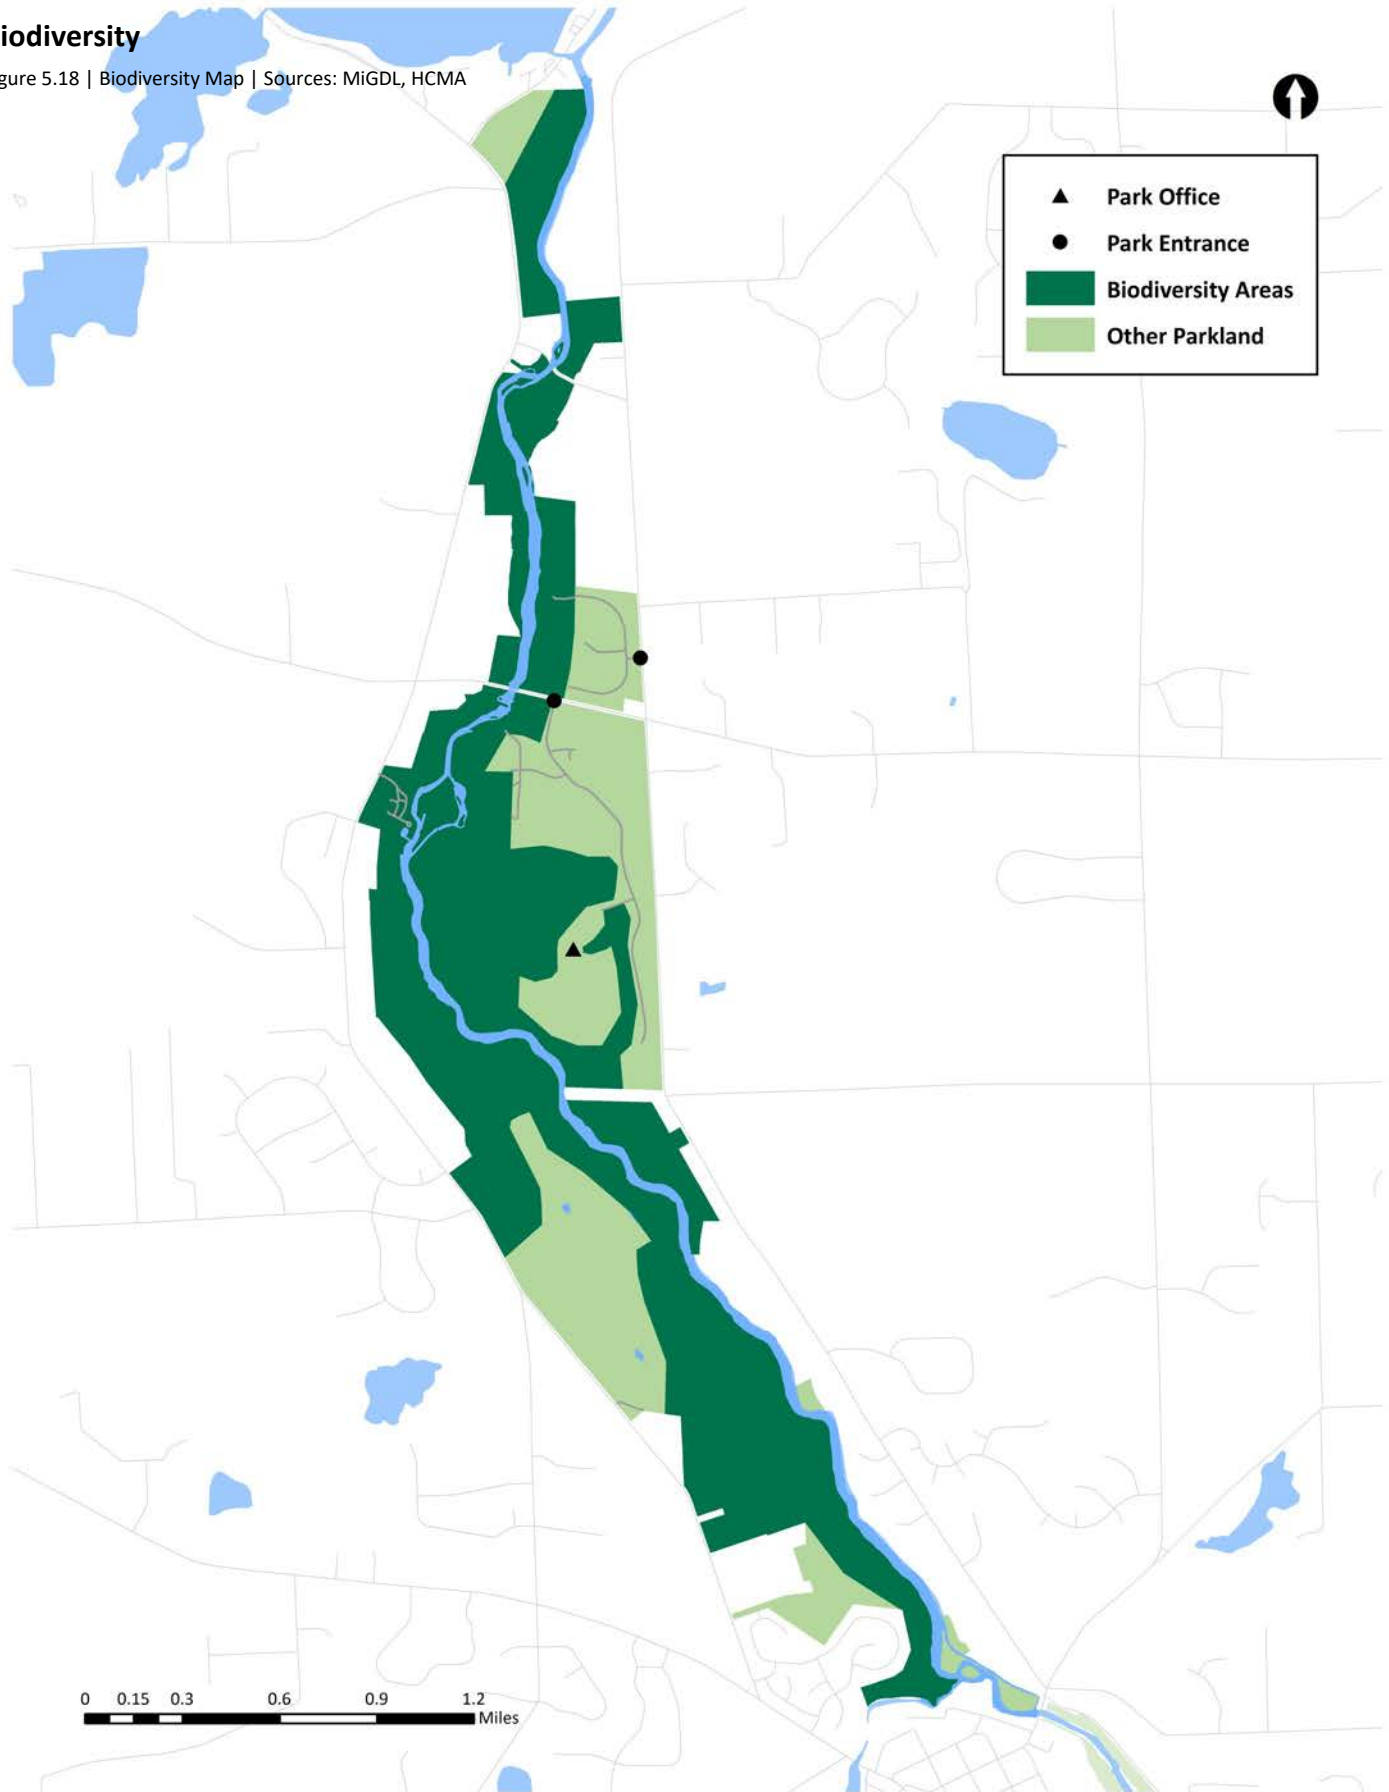 iodiversity
gure 5.18 | Biodiversity Map | Sources: MiGDL, HCMA
Park Office
Park Entrance
Biodiversity Areas
Other Parkland
0 0.15 0.3 0.6 0.9 1.2
Miles